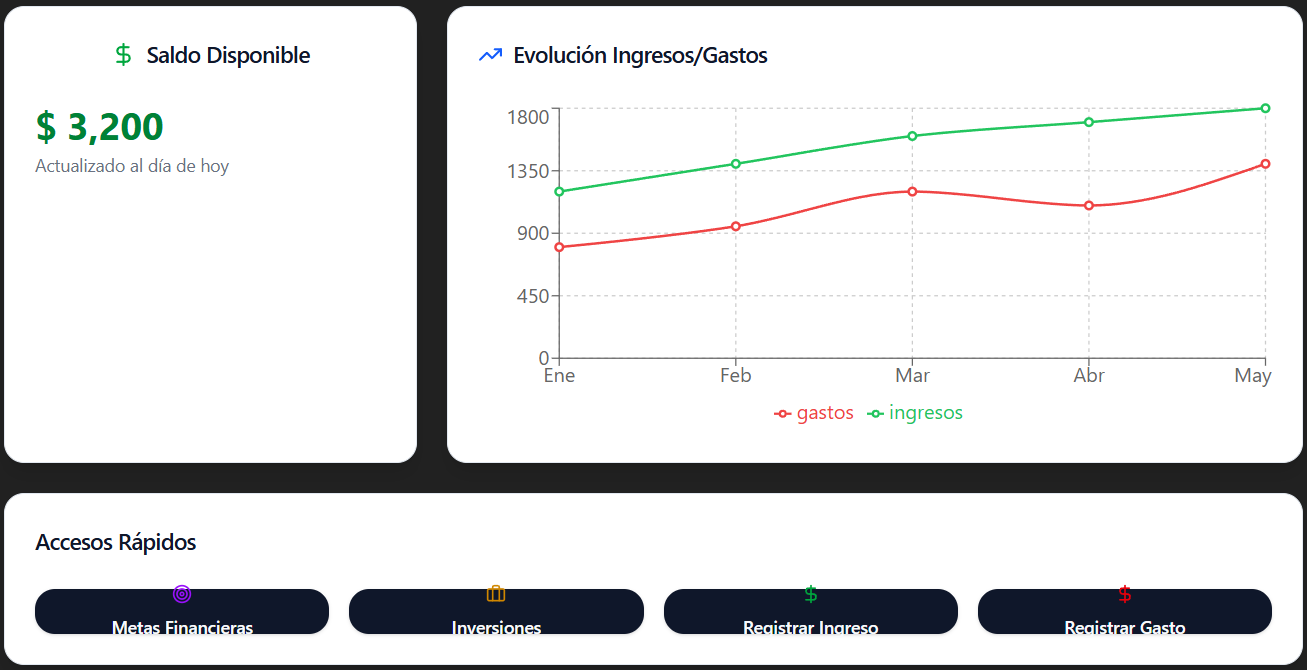 Saldo Disponible
$ 3,200
Actualizado al día de hoy
Evolución Ingresos/Gastos
1800
1350
900
450
0
Ene Feb Mar Abr May
gastos ingresos
Accesos Rápidos
Metas Financieras
Inversiones
Registrar Ingreso
Registrar Gasto